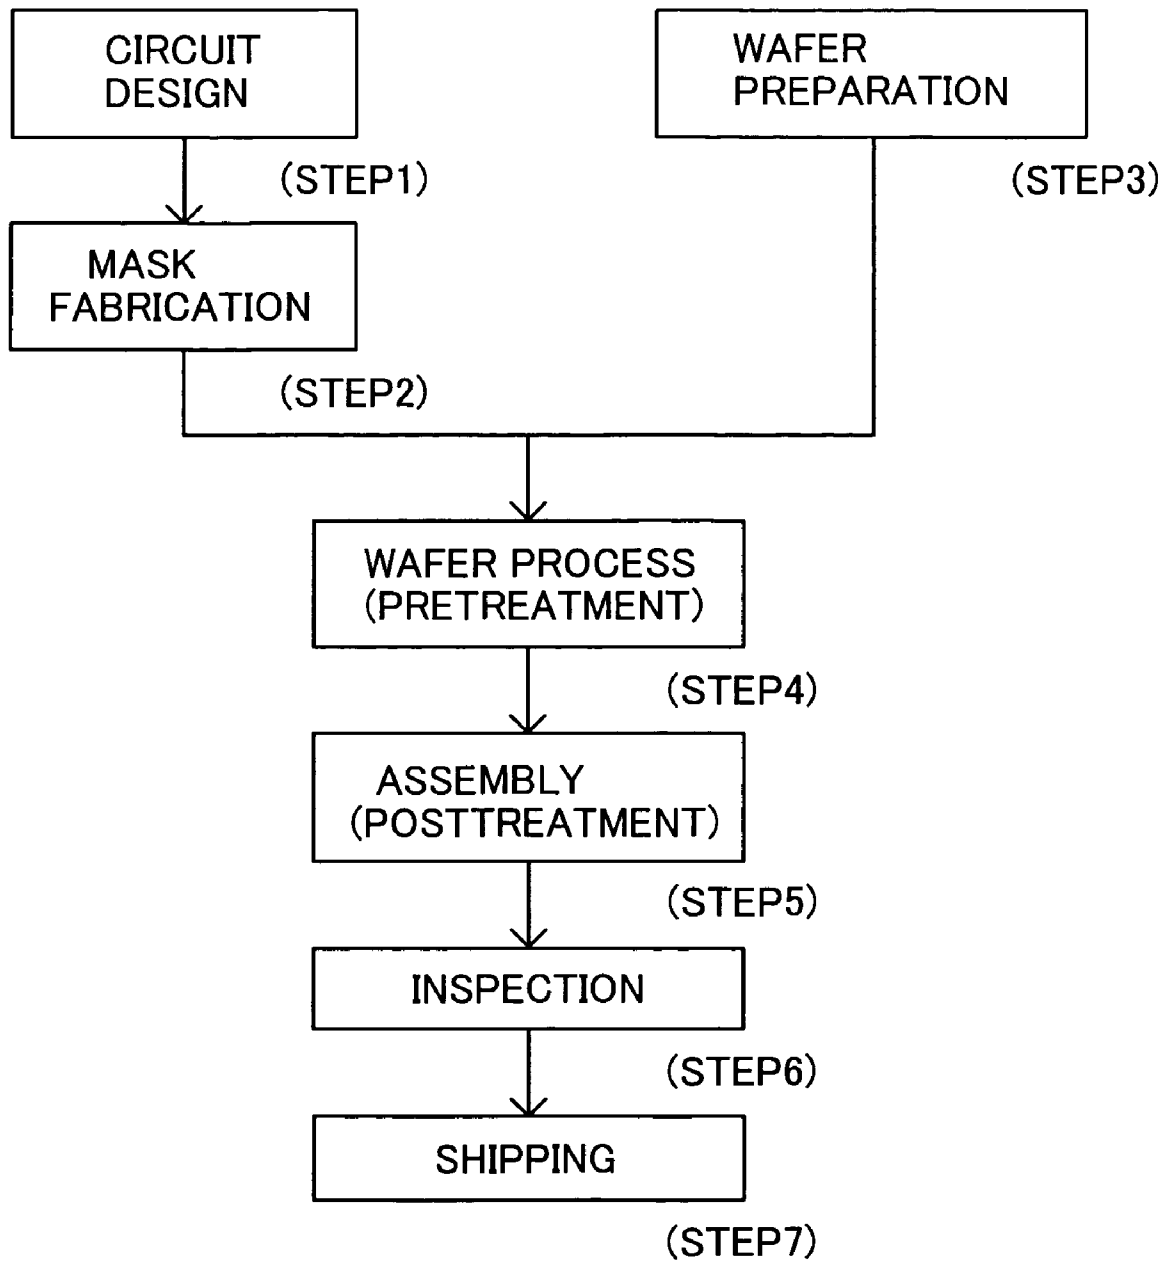 CIRCUIT
DESIGN
(STEP1)
WAFER
PREPARATION
(STEP3)
MASK
FABRICATION
(STEP2)
WAFER PROCESS
(PRETREATMENT)
(STEP4)
ASSEMBLY
(POSTTREATMENT)
(STEP5)
INSPECTION
(STEP6)
SHIPPING
(STEP7)